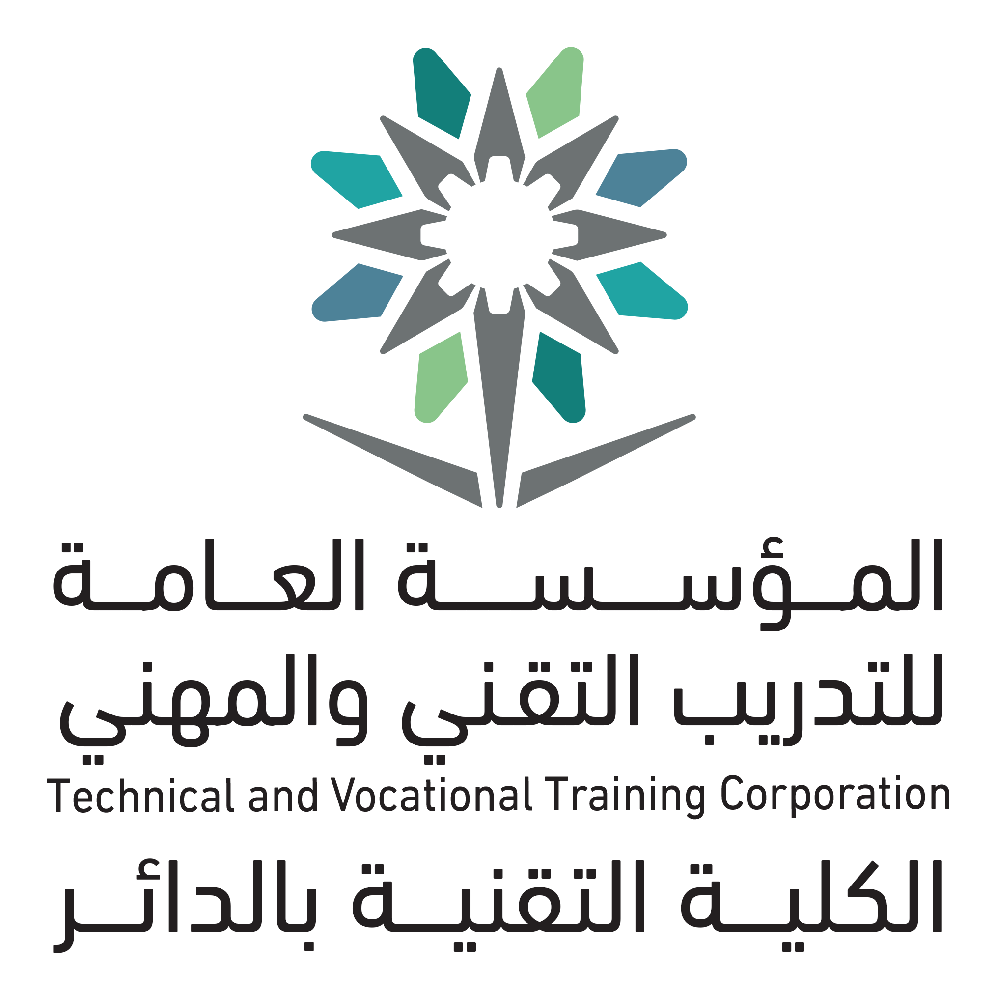 المؤسسة العامة
للتدريب التقني والمهني
Technical and Vocational Training Corporation
الكلية التقنية بالدائر